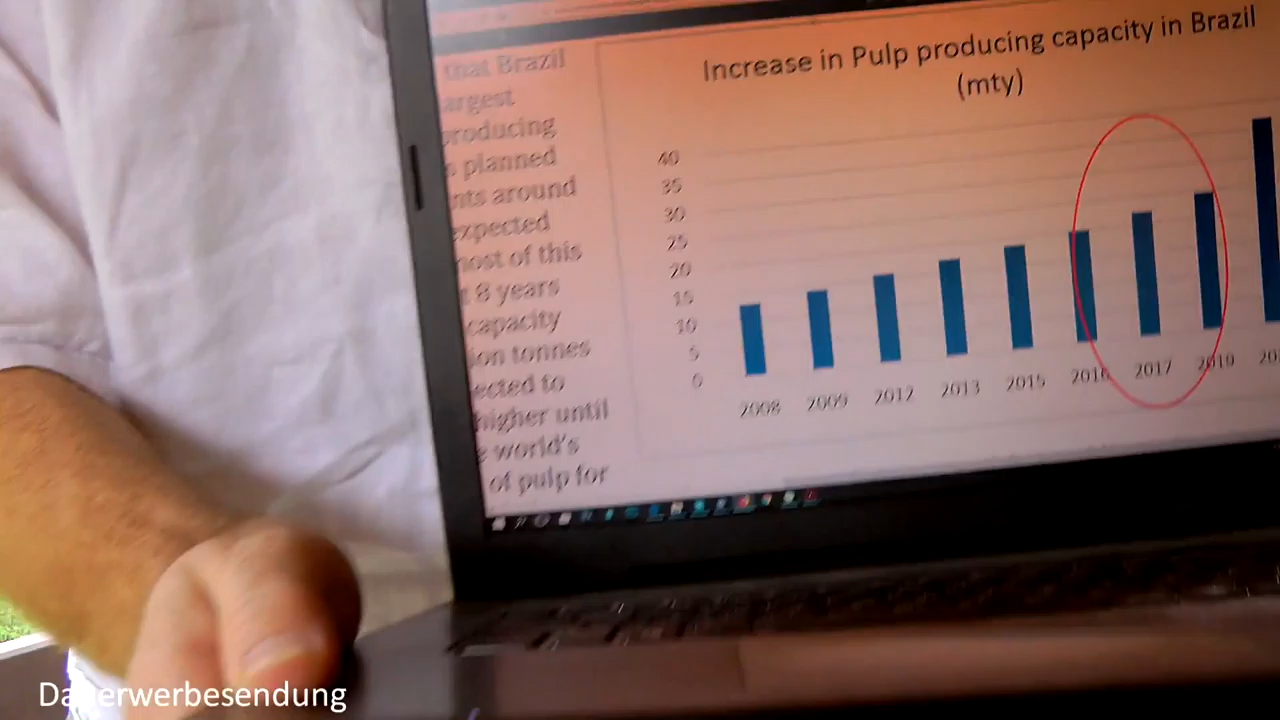 that Brazil
argest
producing
s planned
nts around
expected
most of this
t 8 years
capacity
ion tonnes
ected to
higher until
e world's
of pulp for
Increase in Pulp producing capacity in Brazil
(mty)
40
35
30
25
20
15
10
5
0
2008 2009 2012 2013 2015 2016 2017 2019 20
Dauerwerbesendung